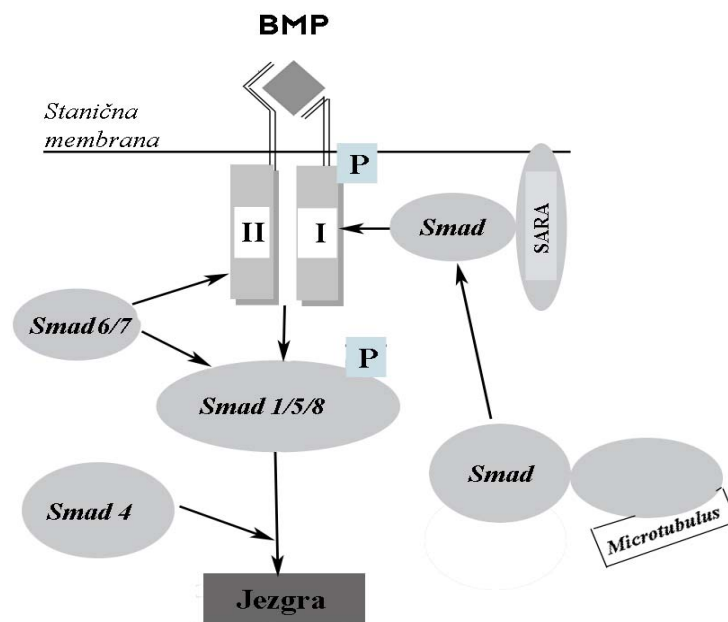 BMP
Stanična
membrana
P
II
I
Smad
SARA
Smad 6/7
P
Smad 1/5/8
Smad
Smad 4
Microtubulus
Jezgra